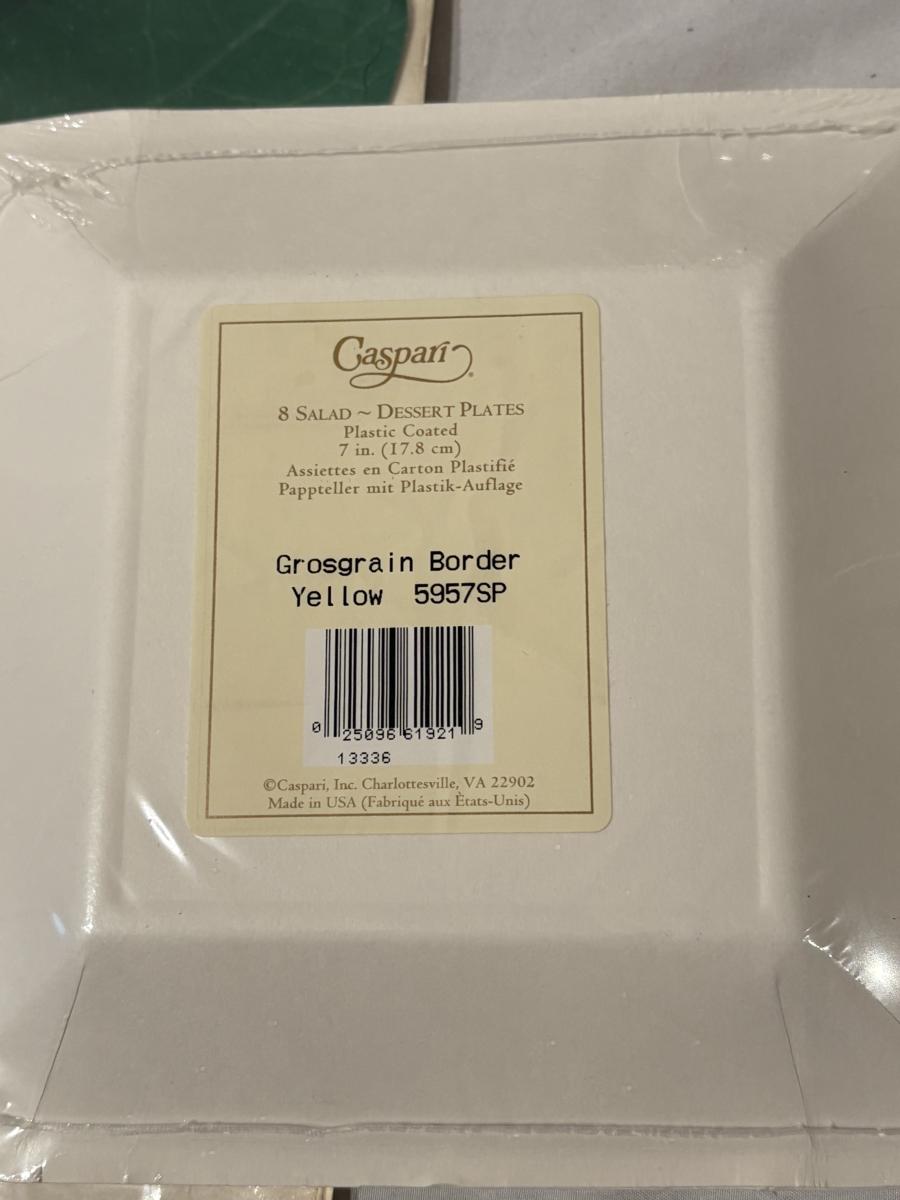 Caspari®
8 Salad ~ Dessert Plates
Plastic Coated
7 in. (17.8 cm)
Assiettes en Carton Plastifié
Pappteller mit Plastik-Auflage
Grosgrain Border
Yellow 5957SP
0 25096 61921 9
13336
©Caspari, Inc. Charlottesville, VA 22902
Made in USA (Fabriqué aux Ètats-Unis)